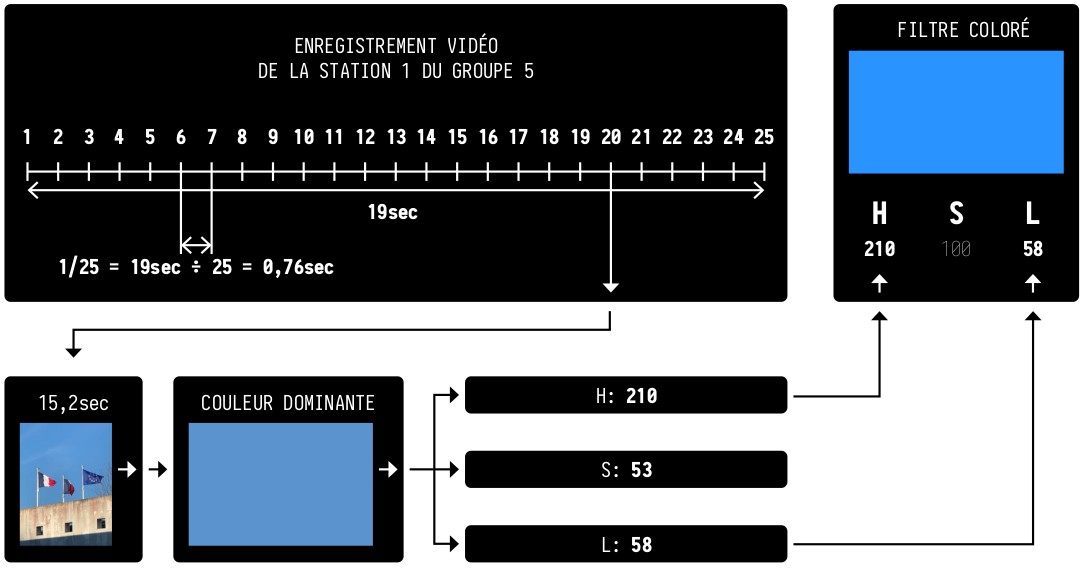 ENREGISTREMENT VIDÉO
DE LA STATION 1 DU GROUPE 5
1 2 3 4 5 6 7 8 9 10 11 12 13 14 15 16 17 18 19 20 21 22 23 24 25
19sec
1/25 = 19sec ÷ 25 = 0,76sec
FILTRE COLORÉ
H S L
210 100 58
15,2sec
COULEUR DOMINANTE
H: 210
S: 53
L: 58